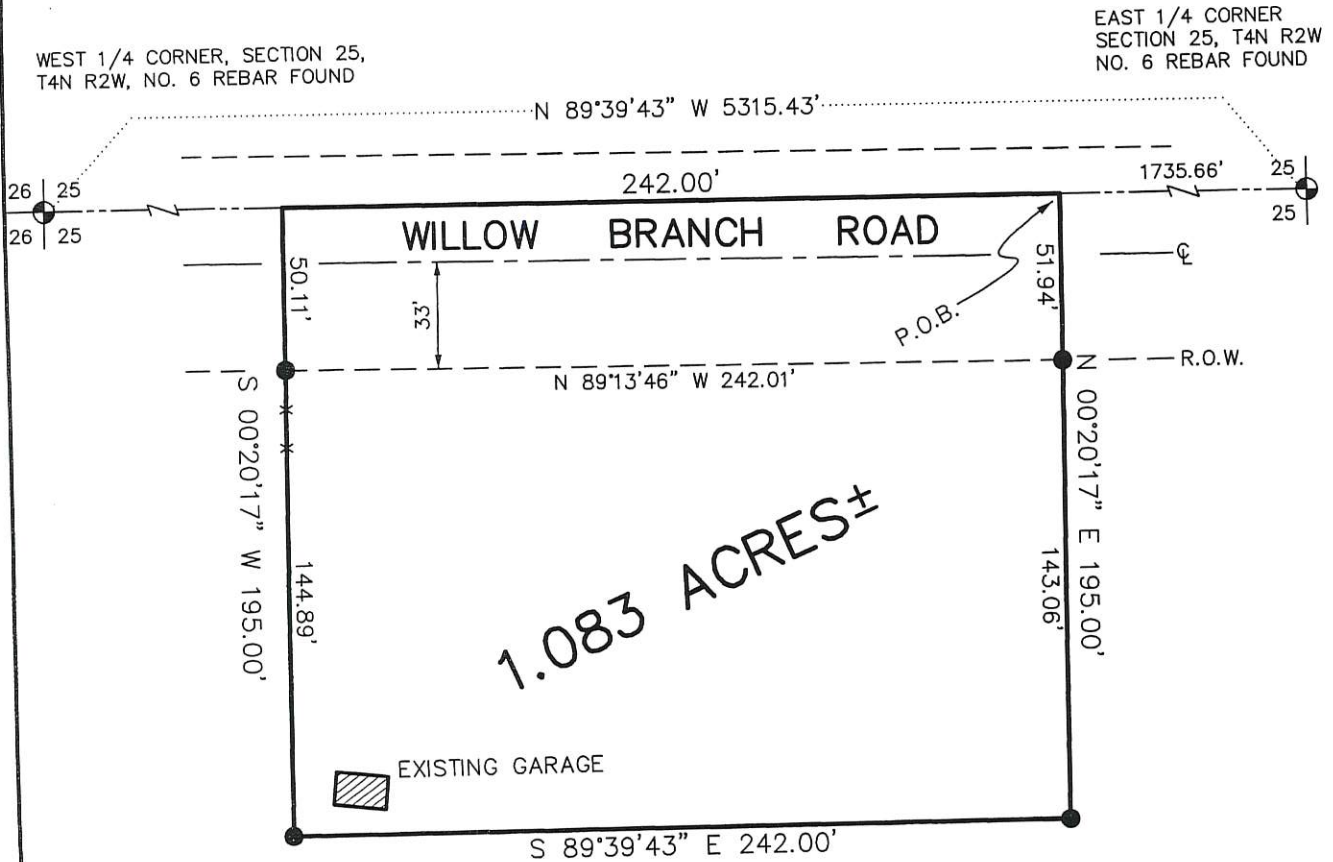 WEST 1/4 CORNER, SECTION 25,
T4N R2W, NO. 6 REBAR FOUND
EAST 1/4 CORNER
SECTION 25, T4N R2W
NO. 6 REBAR FOUND
N 89°39'43" W 5315.43'
26 25
26 25
242.00'
1735.66'
25
25
WILLOW BRANCH ROAD
℄
50.11'
33'
51.94'
P.O.B.
R.O.W.
N 89°13'46" W 242.01'
S 00°20'17" W 195.00'
N 00°20'17" E 195.00'
144.89'
143.06'
1.083 ACRES±
EXISTING GARAGE
S 89°39'43" E 242.00'